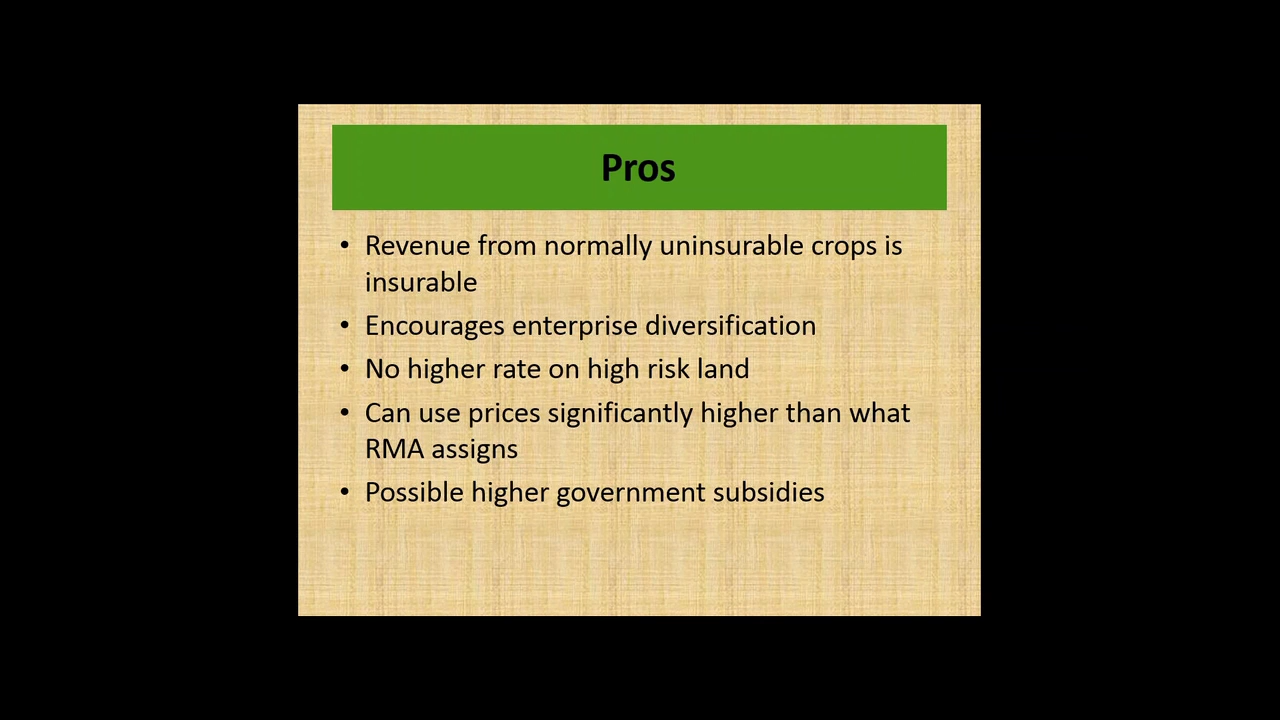 Pros
• Revenue from normally uninsurable crops is
insurable
• Encourages enterprise diversification
• No higher rate on high risk land
• Can use prices significantly higher than what
RMA assigns
• Possible higher government subsidies